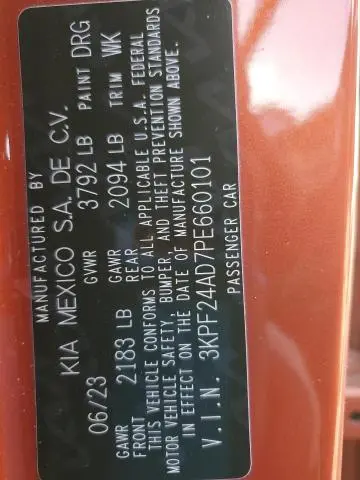 MANUFACTURED BY
KIA MEXICO S.A. DE C.V.
06/23 GVWR 3792 LB PAINT DRG
GAWR FRONT 2183 LB GAWR REAR 2094 LB TRIM WK
THIS VEHICLE CONFORMS TO ALL APPLICABLE U.S.A. FEDERAL
MOTOR VEHICLE SAFETY, BUMPER, AND THEFT PREVENTION STANDARDS
IN EFFECT ON THE DATE OF MANUFACTURE SHOWN ABOVE.
V.I.N. 3KPF24AD7PE660101
PASSENGER CAR